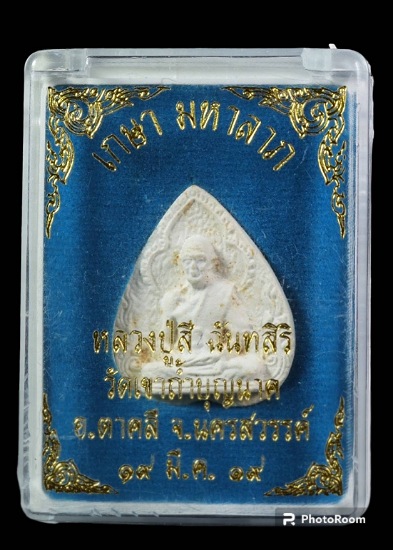 เกษา มหาลาภ
หลวงปู่สี ฉันทสิริ
วัดเขาถ้ำบุญนาค
อ.ตาคลี จ.นครสวรรค์
๑๙ มี.ค. ๑๙
PhotoRoom